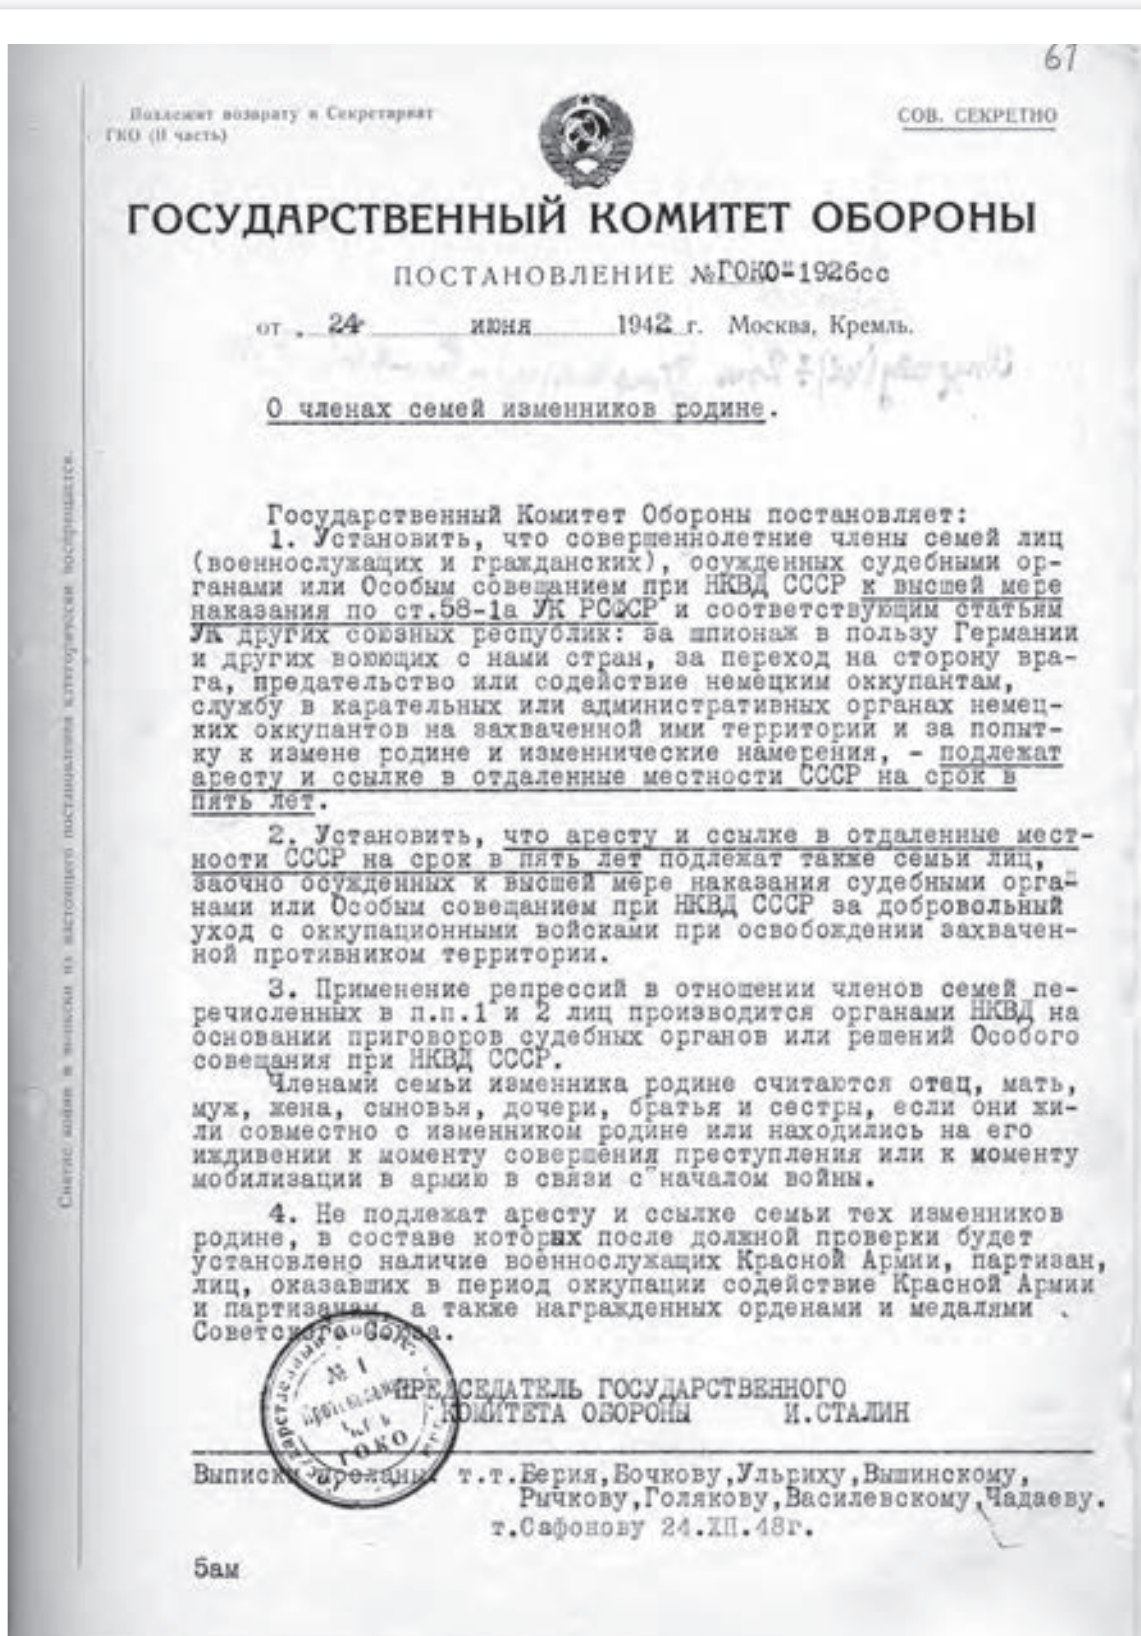 61
Подлежит возврату в Секретариат
ГКО (II часть)
СОВ. СЕКРЕТНО
ГОСУДАРСТВЕННЫЙ КОМИТЕТ ОБОРОНЫ
ПОСТАНОВЛЕНИЕ № ГОКО-1926сс
от 24 июня 1942 г. Москва, Кремль.
О членах семей изменников родине.
Государственный Комитет Обороны постановляет:
1. Установить, что совершеннолетние члены семей лиц
(военнослужащих и гражданских), осужденных судебными ор-
ганами или Особым совещанием при НКВД СССР к высшей мере
наказания по ст.58-1а УК РСФСР и соответствующим статьям
УК других союзных республик: за шпионаж в пользу Германии
и других воюющих с нами стран, за переход на сторону вра-
га, предательство или содействие немецким оккупантам,
службу в карательных или административных органах немец-
ких оккупантов на захваченной ими территории и за попыт-
ку к измене родине и изменнические намерения, - подлежат
аресту и ссылке в отдаленные местности СССР на срок в
пять лет.
2. Установить, что аресту и ссылке в отдаленные мест-
ности СССР на срок в пять лет подлежат также семьи лиц,
заочно осужденных к высшей мере наказания судебными орга-
нами или Особым совещанием при НКВД СССР за добровольный
уход с оккупационными войсками при освобождении захвачен-
ной противником территории.
3. Применение репрессий в отношении членов семей пе-
речисленных в п.п.1 и 2 лиц производится органами НКВД на
основании приговоров судебных органов или решений Особого
совещания при НКВД СССР.
Членами семьи изменника родине считаются отец, мать,
муж, жена, сыновья, дочери, братья и сестры, если они жи-
ли совместно с изменником родине или находились на его
иждивении к моменту совершения преступления или к моменту
мобилизации в армию в связи с началом войны.
4. Не подлежат аресту и ссылке семьи тех изменников
родине, в составе которых после должной проверки будет
установлено наличие военнослужащих Красной Армии, партизан,
лиц, оказавших в период оккупации содействие Красной Армии
и партизанам, а также награжденных орденами и медалями
Советского Союза.
ПРЕДСЕДАТЕЛЬ ГОСУДАРСТВЕННОГО
КОМИТЕТА ОБОРОНЫ И.СТАЛИН
№ 1
ГОКО
Выписки посланы: т.т.Берия,Бочкову,Ульриху,Вышинскому,
Рычкову,Голякову,Василевскому,Чадаеву.
т.Сафонову 24.XII.48г.
5ам
Снятие копий и выписки из настоящего постановления категорически воспрещается.